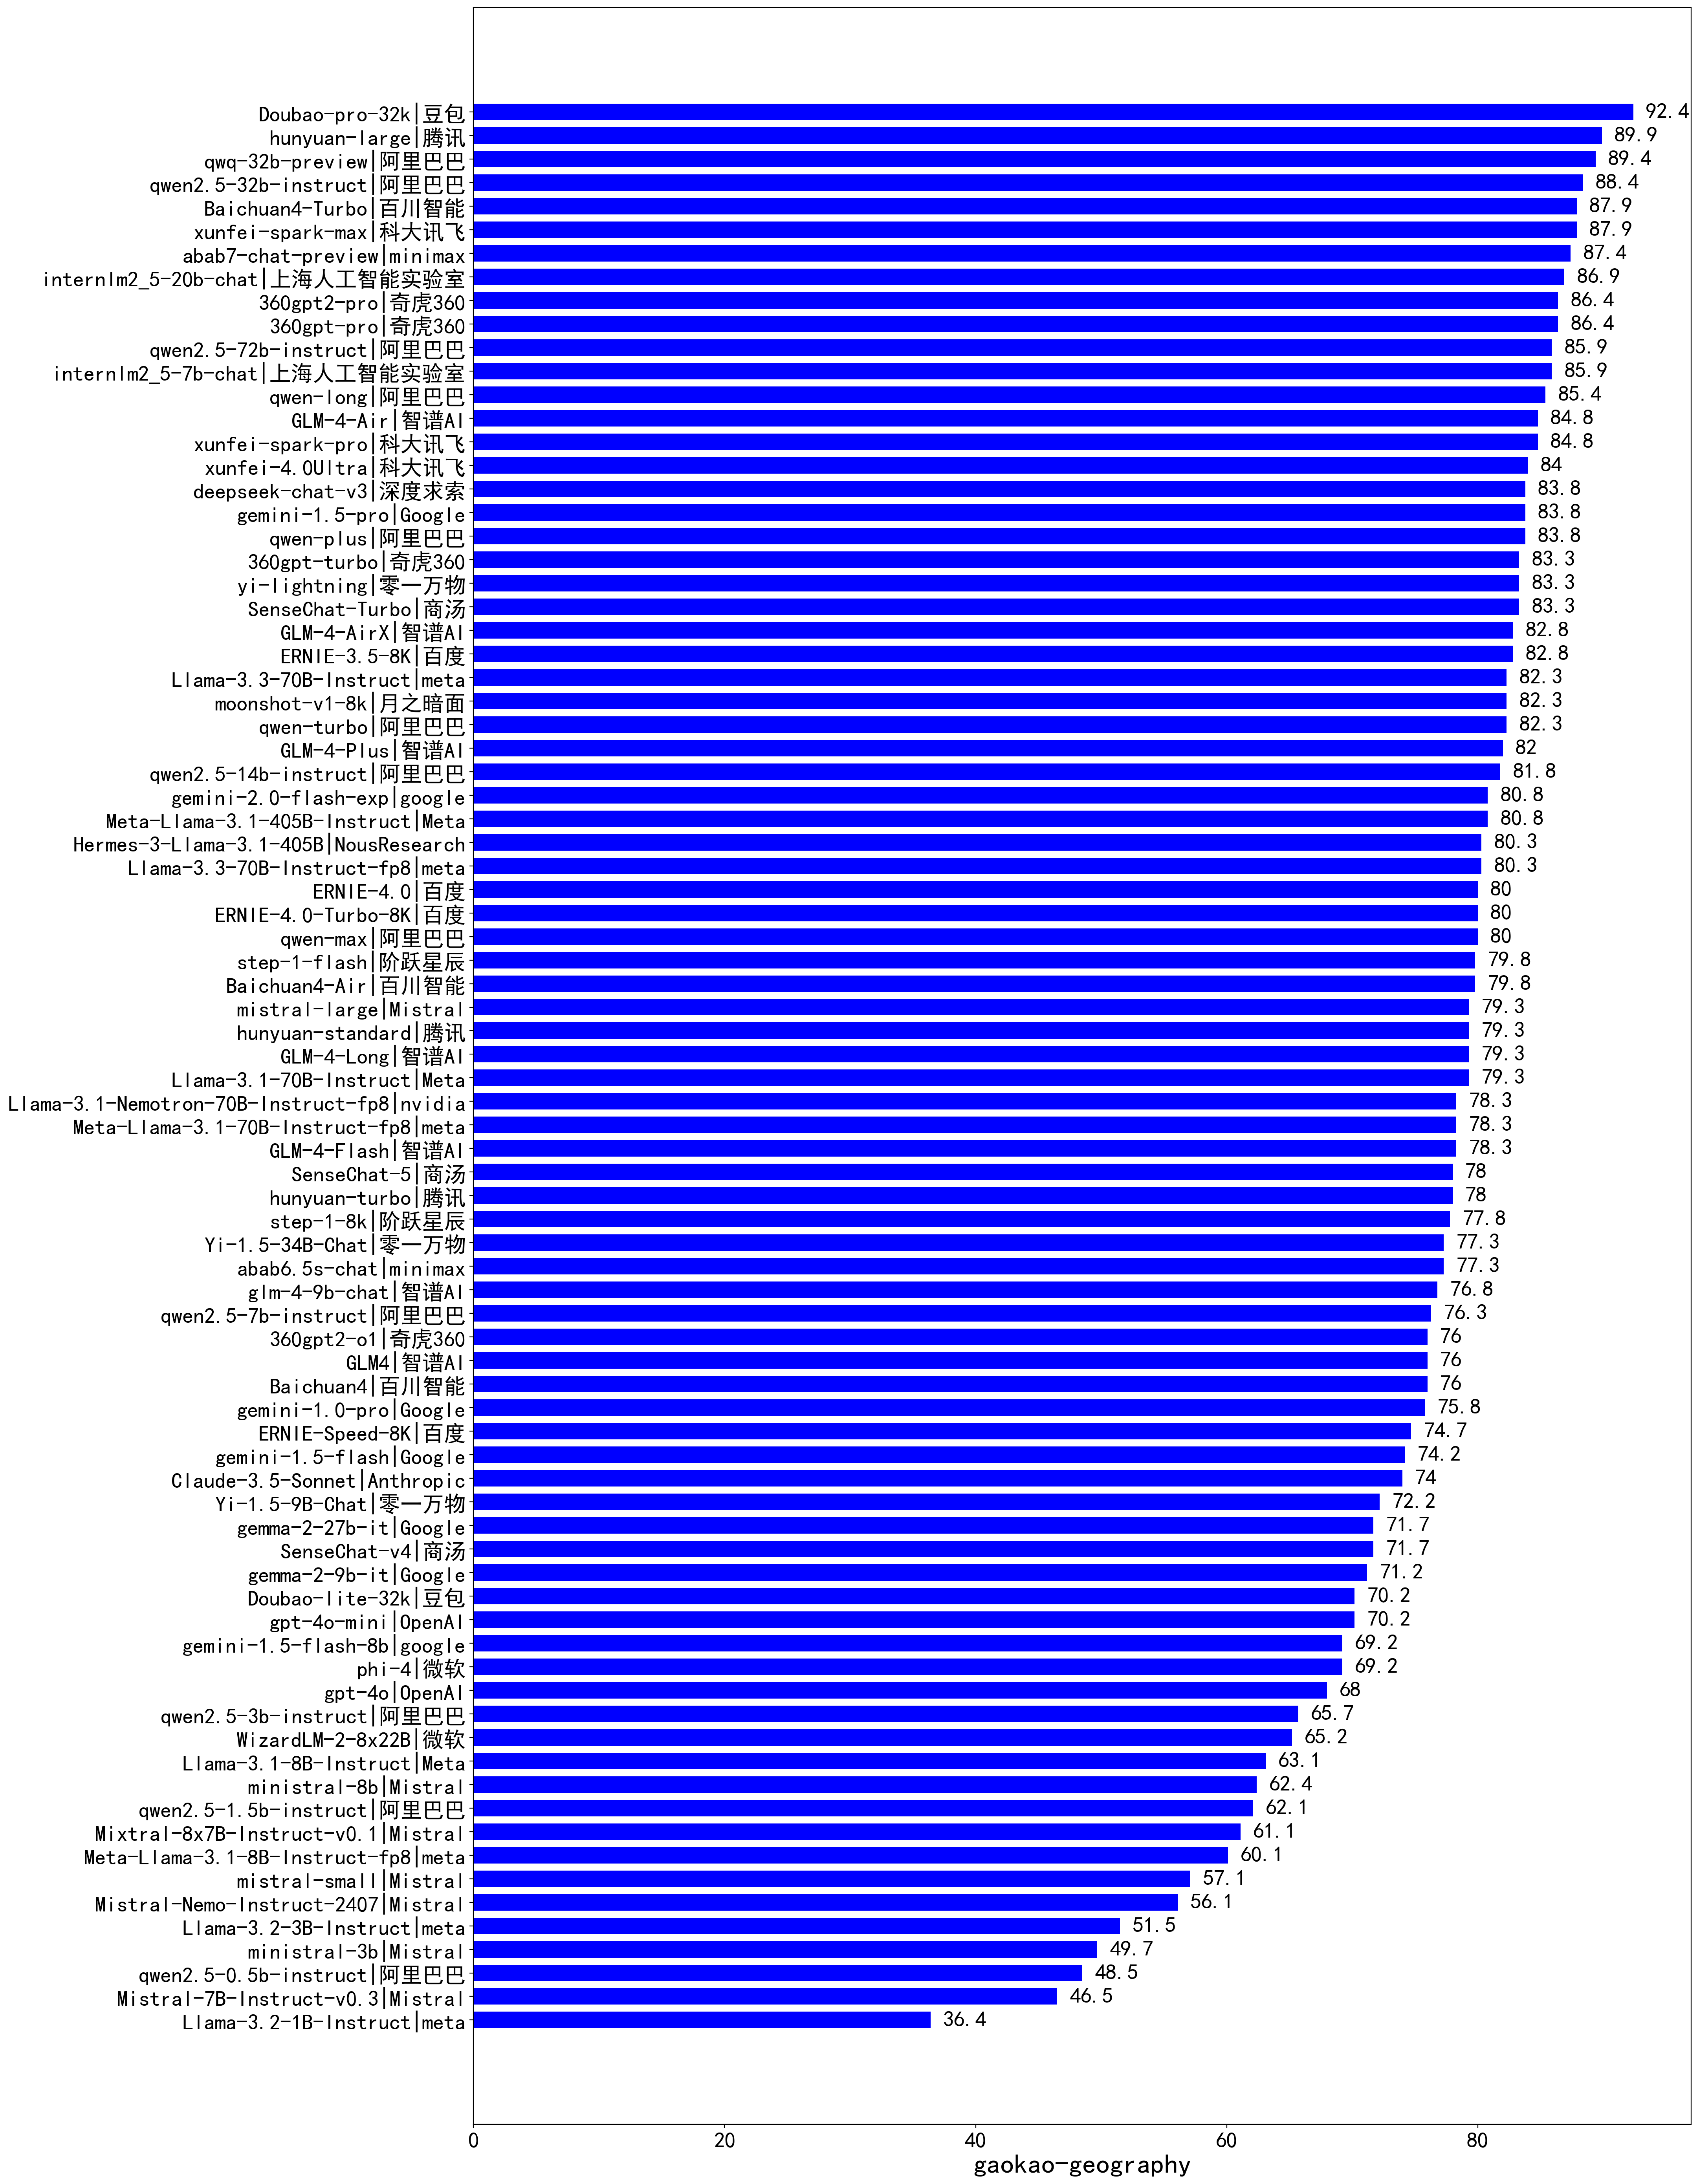 Doubao-pro-32k|豆包 92.4
hunyuan-large|腾讯 89.9
qwq-32b-preview|阿里巴巴 89.4
qwen2.5-32b-instruct|阿里巴巴 88.4
Baichuan4-Turbo|百川智能 87.9
xunfei-spark-max|科大讯飞 87.9
abab7-chat-preview|minimax 87.4
internlm2_5-20b-chat|上海人工智能实验室 86.9
360gpt2-pro|奇虎360 86.4
360gpt-pro|奇虎360 86.4
qwen2.5-72b-instruct|阿里巴巴 85.9
internlm2_5-7b-chat|上海人工智能实验室 85.9
qwen-long|阿里巴巴 85.4
GLM-4-Air|智谱AI 84.8
xunfei-spark-pro|科大讯飞 84.8
xunfei-4.0Ultra|科大讯飞 84
deepseek-chat-v3|深度求索 83.8
gemini-1.5-pro|Google 83.8
qwen-plus|阿里巴巴 83.8
360gpt-turbo|奇虎360 83.3
yi-lightning|零一万物 83.3
SenseChat-Turbo|商汤 83.3
GLM-4-AirX|智谱AI 82.8
ERNIE-3.5-8K|百度 82.8
Llama-3.3-70B-Instruct|meta 82.3
moonshot-v1-8k|月之暗面 82.3
qwen-turbo|阿里巴巴 82.3
GLM-4-Plus|智谱AI 82
qwen2.5-14b-instruct|阿里巴巴 81.8
gemini-2.0-flash-exp|google 80.8
Meta-Llama-3.1-405B-Instruct|Meta 80.8
Hermes-3-Llama-3.1-405B|NousResearch 80.3
Llama-3.3-70B-Instruct-fp8|meta 80.3
ERNIE-4.0|百度 80
ERNIE-4.0-Turbo-8K|百度 80
qwen-max|阿里巴巴 80
step-1-flash|阶跃星辰 79.8
Baichuan4-Air|百川智能 79.8
mistral-large|Mistral 79.3
hunyuan-standard|腾讯 79.3
GLM-4-Long|智谱AI 79.3
Llama-3.1-70B-Instruct|Meta 79.3
Llama-3.1-Nemotron-70B-Instruct-fp8|nvidia 78.3
Meta-Llama-3.1-70B-Instruct-fp8|meta 78.3
GLM-4-Flash|智谱AI 78.3
SenseChat-5|商汤 78
hunyuan-turbo|腾讯 78
step-1-8k|阶跃星辰 77.8
Yi-1.5-34B-Chat|零一万物 77.3
abab6.5s-chat|minimax 77.3
glm-4-9b-chat|智谱AI 76.8
qwen2.5-7b-instruct|阿里巴巴 76.3
360gpt2-o1|奇虎360 76
GLM4|智谱AI 76
Baichuan4|百川智能 76
gemini-1.0-pro|Google 75.8
ERNIE-Speed-8K|百度 74.7
gemini-1.5-flash|Google 74.2
Claude-3.5-Sonnet|Anthropic 74
Yi-1.5-9B-Chat|零一万物 72.2
gemma-2-27b-it|Google 71.7
SenseChat-v4|商汤 71.7
gemma-2-9b-it|Google 71.2
Doubao-lite-32k|豆包 70.2
gpt-4o-mini|OpenAI 70.2
gemini-1.5-flash-8b|google 69.2
phi-4|微软 69.2
gpt-4o|OpenAI 68
qwen2.5-3b-instruct|阿里巴巴 65.7
WizardLM-2-8x22B|微软 65.2
Llama-3.1-8B-Instruct|Meta 63.1
ministral-8b|Mistral 62.4
qwen2.5-1.5b-instruct|阿里巴巴 62.1
Mixtral-8x7B-Instruct-v0.1|Mistral 61.1
Meta-Llama-3.1-8B-Instruct-fp8|meta 60.1
mistral-small|Mistral 57.1
Mistral-Nemo-Instruct-2407|Mistral 56.1
Llama-3.2-3B-Instruct|meta 51.5
ministral-3b|Mistral 49.7
qwen2.5-0.5b-instruct|阿里巴巴 48.5
Mistral-7B-Instruct-v0.3|Mistral 46.5
Llama-3.2-1B-Instruct|meta 36.4
0 20 40 60 80
gaokao-geography